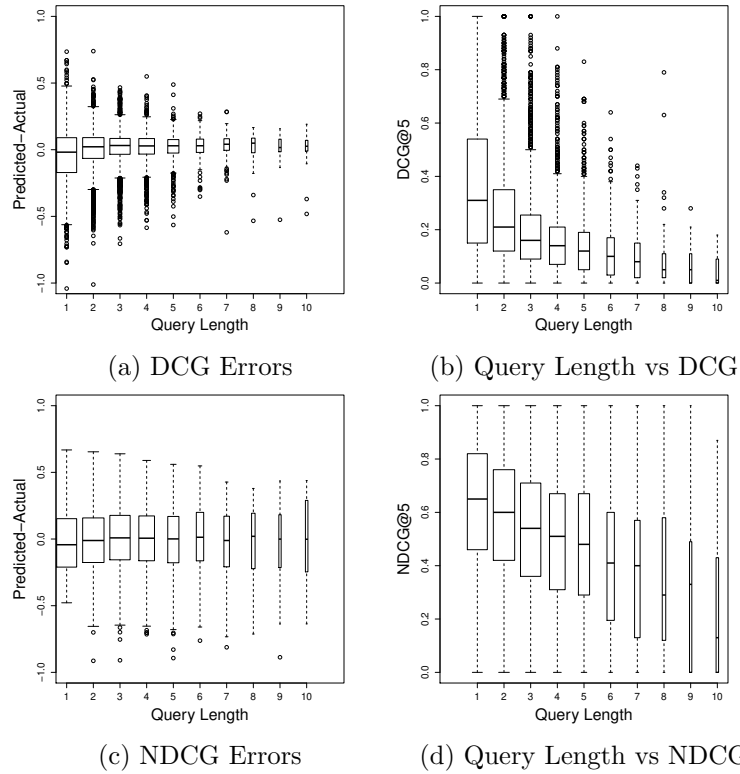 1.0
0.5
0.0
−0.5
−1.0
Predicted-Actual
1 2 3 4 5 6 7 8 9 10
Query Length
(a) DCG Errors
1.0
0.8
0.6
0.4
0.2
0.0
DCG@5
1 2 3 4 5 6 7 8 9 10
Query Length
(b) Query Length vs DCG
1.0
0.5
0.0
−0.5
−1.0
Predicted-Actual
1 2 3 4 5 6 7 8 9 10
Query Length
(c) NDCG Errors
1.0
0.8
0.6
0.4
0.2
0.0
NDCG@5
1 2 3 4 5 6 7 8 9 10
Query Length
(d) Query Length vs NDCG